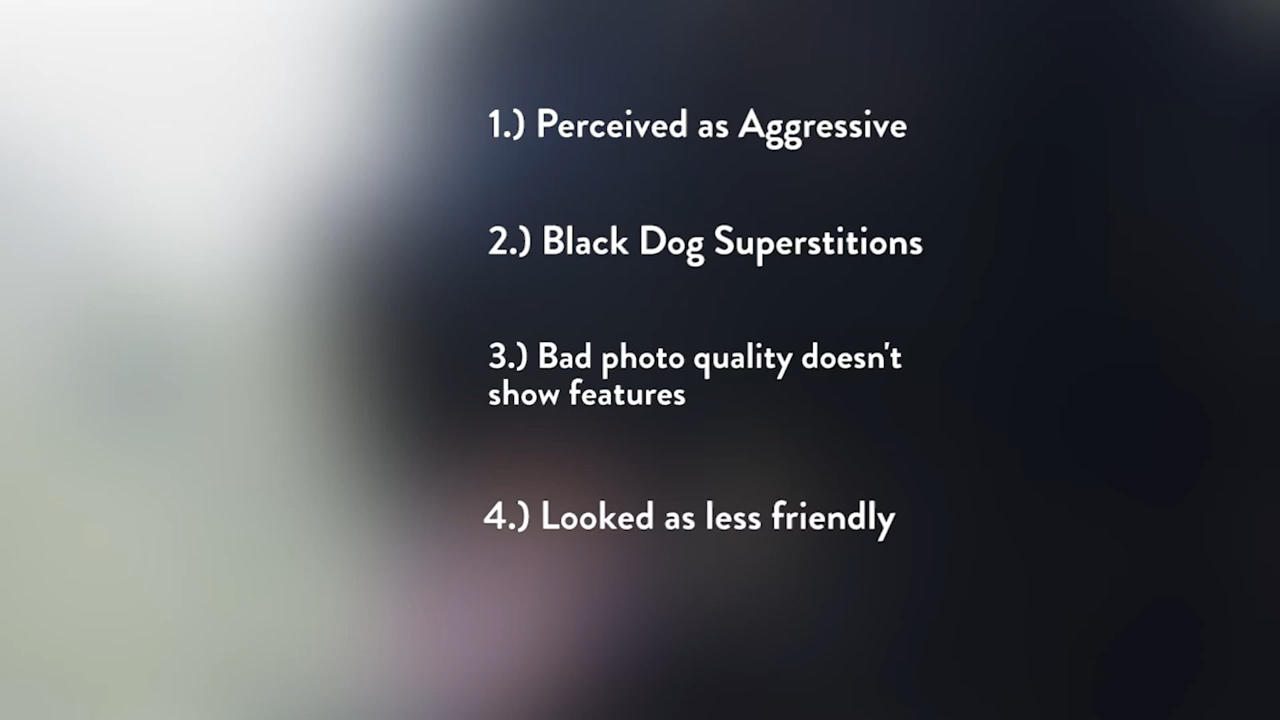 1.) Perceived as Aggressive
2.) Black Dog Superstitions
3.) Bad photo quality doesn't
show features
4.) Looked as less friendly